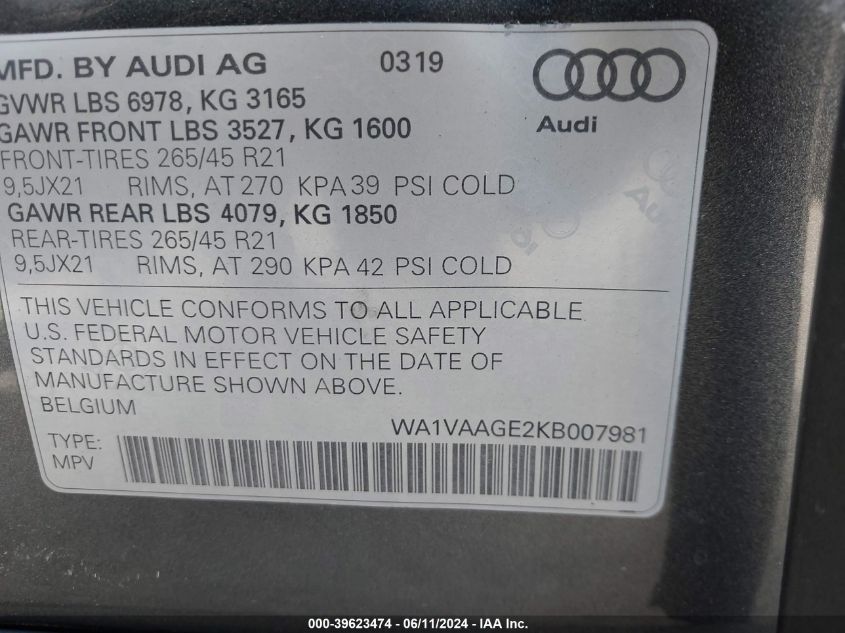 MFD. BY AUDI AG 0319
GVWR LBS 6978, KG 3165
GAWR FRONT LBS 3527, KG 1600
FRONT-TIRES 265/45 R21
9,5JX21 RIMS, AT 270 KPA 39 PSI COLD
GAWR REAR LBS 4079, KG 1850
REAR-TIRES 265/45 R21
9,5JX21 RIMS, AT 290 KPA 42 PSI COLD
Audi
THIS VEHICLE CONFORMS TO ALL APPLICABLE
U.S. FEDERAL MOTOR VEHICLE SAFETY
STANDARDS IN EFFECT ON THE DATE OF
MANUFACTURE SHOWN ABOVE.
BELGIUM
WA1VAAGE2KB007981
TYPE:
MPV
000-39623474 - 06/11/2024 - IAA Inc.